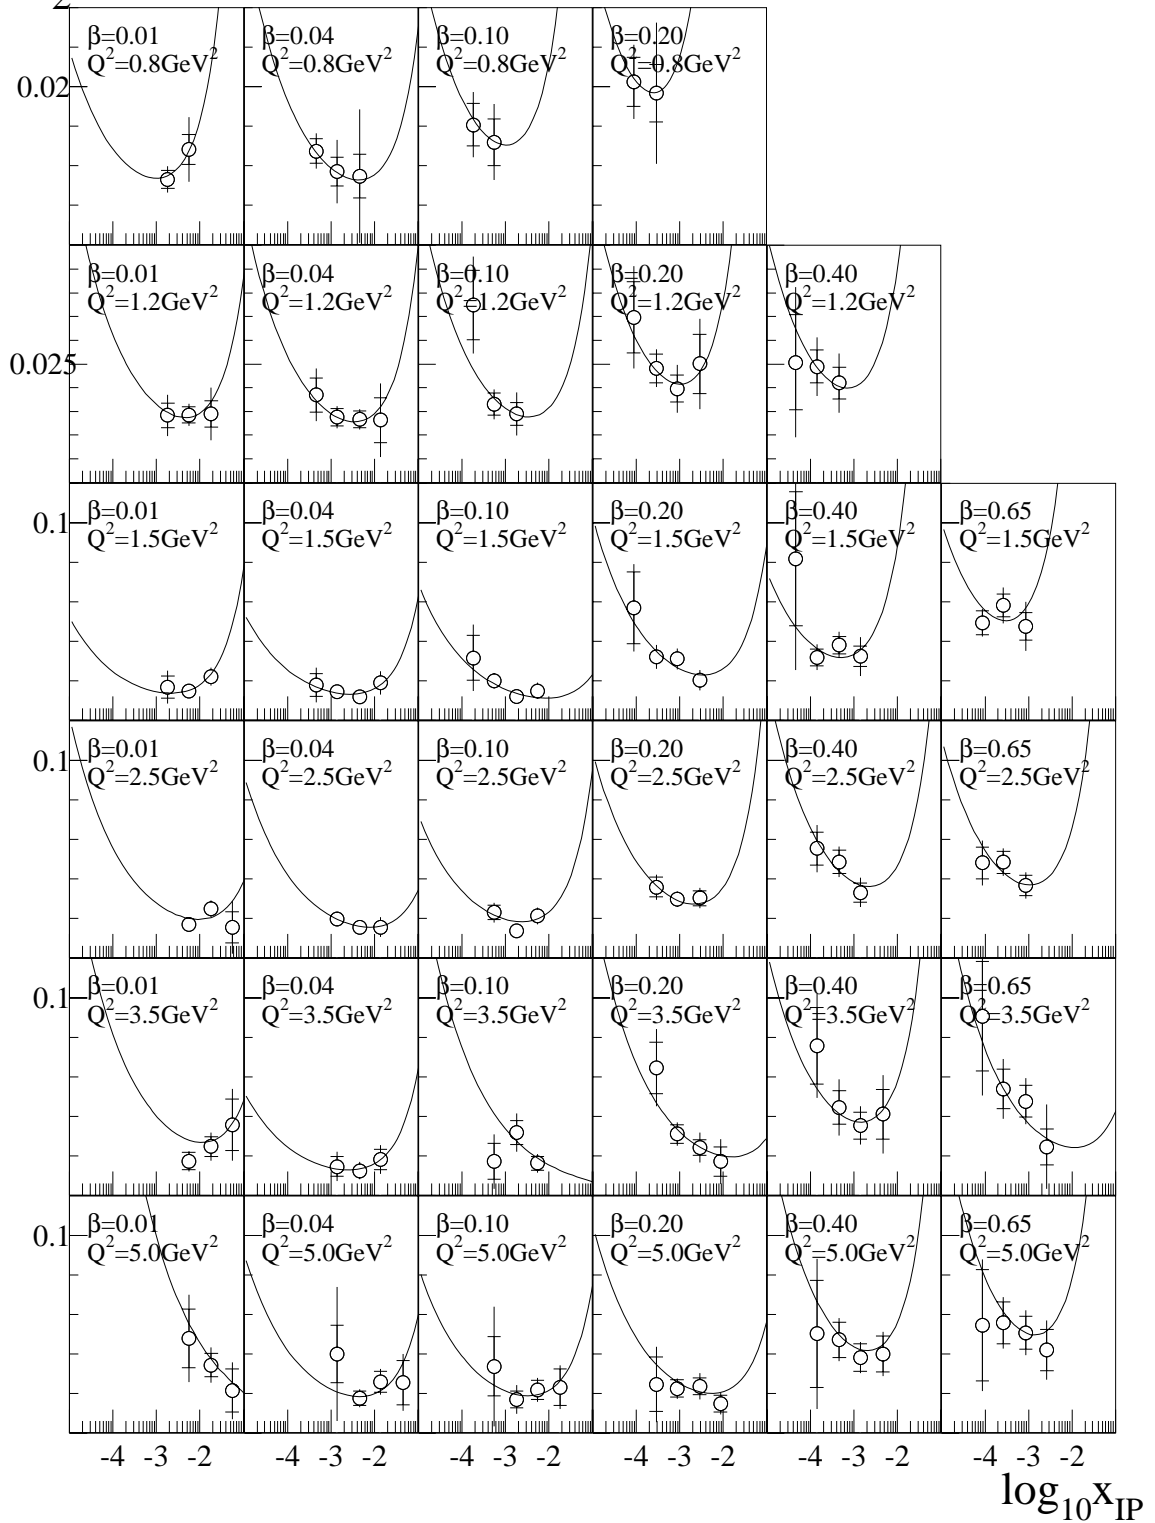 2
β=0.01 β=0.04 β=0.10 β=0.20
Q²=0.8GeV² Q²=0.8GeV² Q²=0.8GeV² Q²=0.8GeV²
0.02
β=0.01 β=0.04 β=0.10 β=0.20 β=0.40
Q²=1.2GeV² Q²=1.2GeV² Q²=1.2GeV² Q²=1.2GeV² Q²=1.2GeV²
0.025
β=0.01 β=0.04 β=0.10 β=0.20 β=0.40 β=0.65
0.1
Q²=1.5GeV² Q²=1.5GeV² Q²=1.5GeV² Q²=1.5GeV² Q²=1.5GeV² Q²=1.5GeV²
β=0.01 β=0.04 β=0.10 β=0.20 β=0.40 β=0.65
0.1
Q²=2.5GeV² Q²=2.5GeV² Q²=2.5GeV² Q²=2.5GeV² Q²=2.5GeV² Q²=2.5GeV²
β=0.01 β=0.04 β=0.10 β=0.20 β=0.40 β=0.65
0.1
Q²=3.5GeV² Q²=3.5GeV² Q²=3.5GeV² Q²=3.5GeV² Q²=3.5GeV² Q²=3.5GeV²
β=0.01 β=0.04 β=0.10 β=0.20 β=0.40 β=0.65
0.1
Q²=5.0GeV² Q²=5.0GeV² Q²=5.0GeV² Q²=5.0GeV² Q²=5.0GeV² Q²=5.0GeV²
-4 -3 -2 -4 -3 -2 -4 -3 -2 -4 -3 -2 -4 -3 -2 -4 -3 -2
log₁₀x_IP